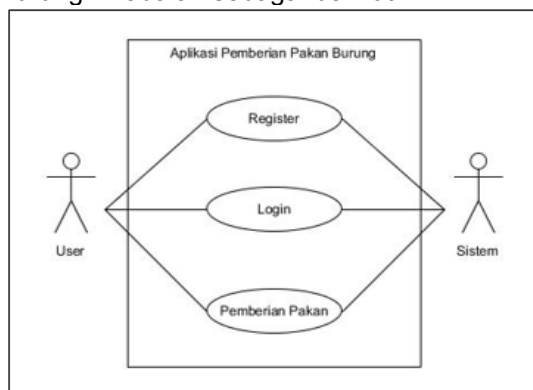 Aplikasi Pemberian Pakan Burung
Register
Login
User
Sistem
Pemberian Pakan